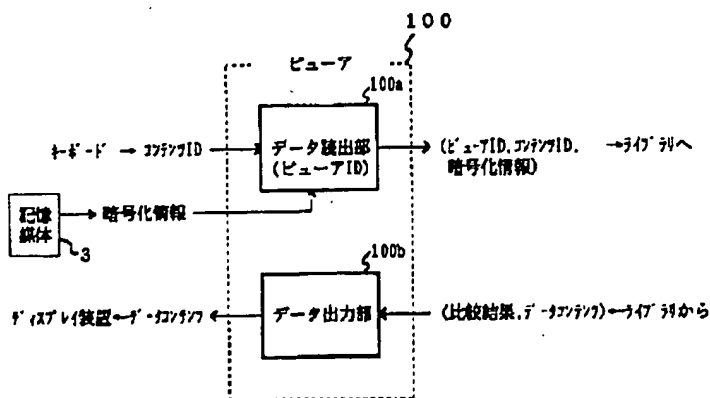 100
ビューア
100a
キーボード → コンテンツID
データ読出部
(ビューアID)
(ビューアID,コンテンツID,
暗号化情報)
→ライブラリへ
記憶
媒体
3
→ 暗号化情報
100b
ディスプレイ装置←データコンテンツ
データ出力部
(比較結果,データコンテンツ)←ライブラリから